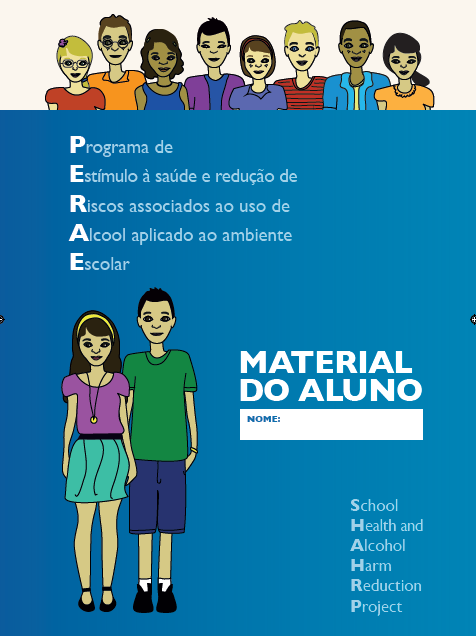 Programa de
Estímulo à saúde e redução de
Riscos associados ao uso de
Alcool aplicado ao ambiente
Escolar
MATERIAL
DO ALUNO
NOME:
School
Health and
Alcohol
Harm
Reduction
Project